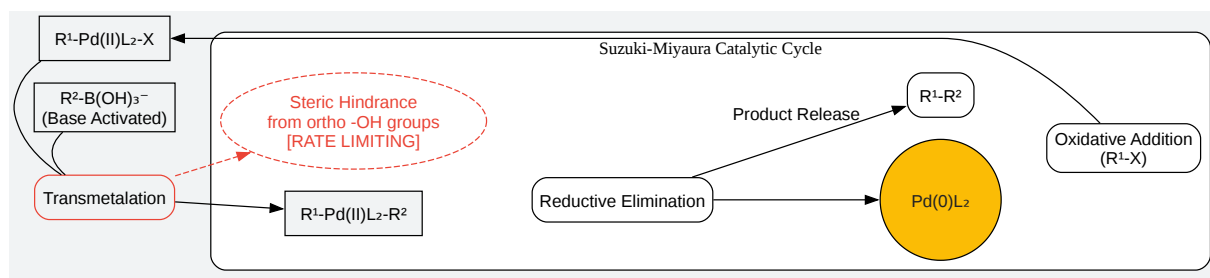 Suzuki-Miyaura Catalytic Cycle
R¹-Pd(II)L₂-X
R²-B(OH)₃⁻
(Base Activated)
Transmetalation
Steric Hindrance
from ortho -OH groups
[RATE LIMITING]
R¹-Pd(II)L₂-R²
Reductive Elimination
Product Release
R¹-R²
Pd(0)L₂
Oxidative Addition
(R¹-X)